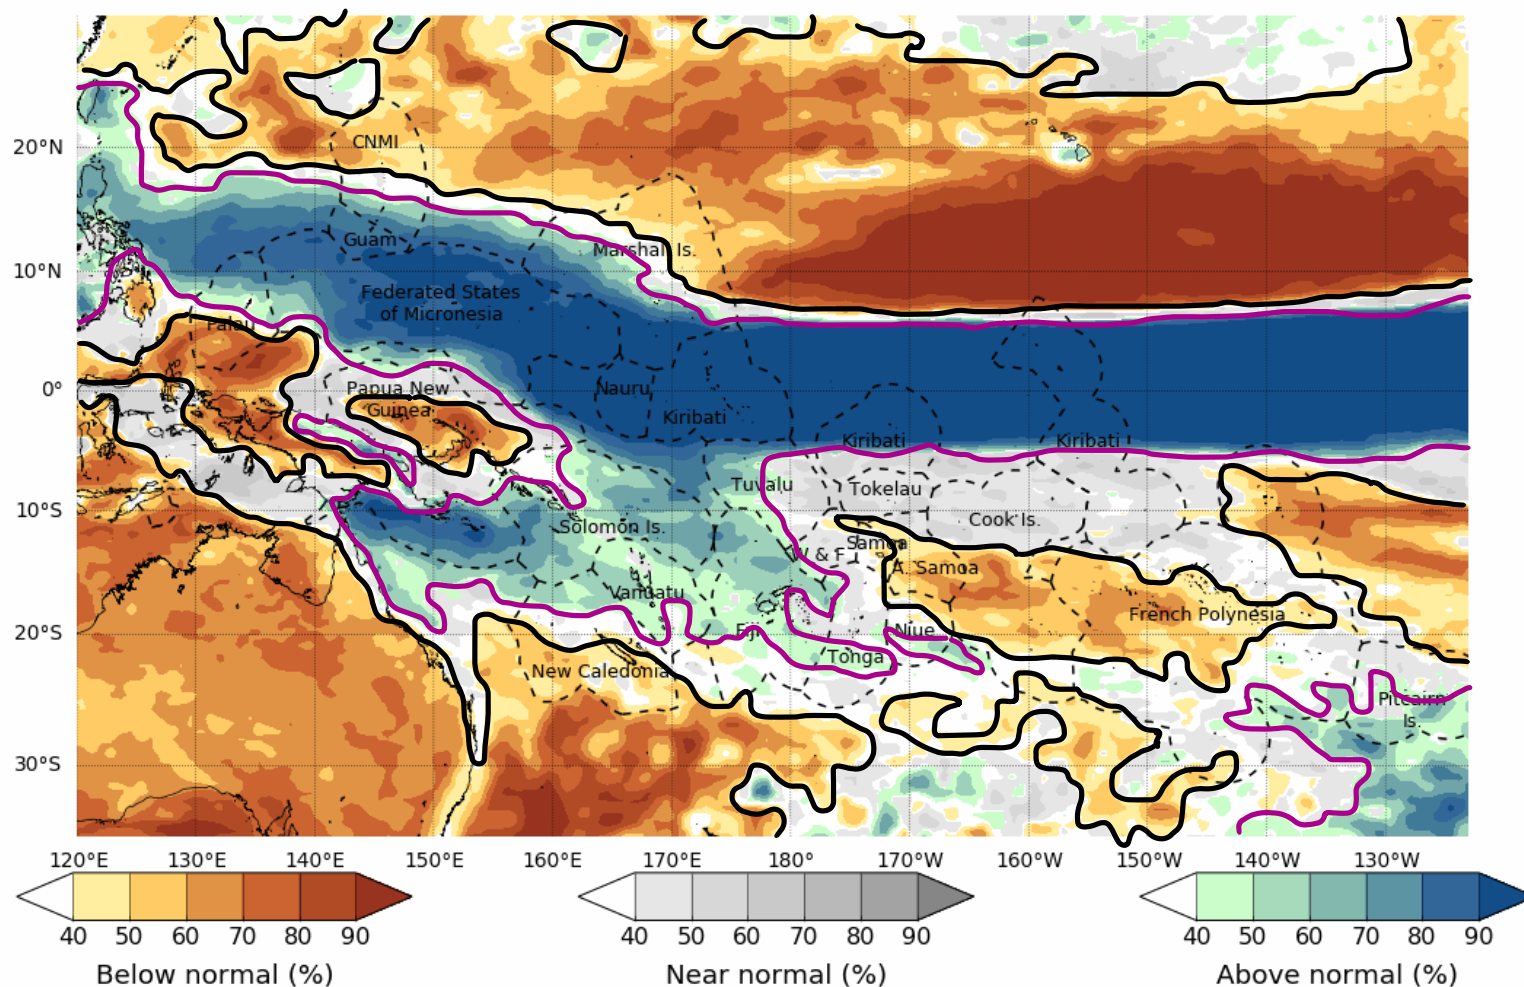 20°N
10°N
0°
10°S
20°S
30°S
CNMI
Guam
Marshall Is.
Federated States
of Micronesia
Palau
Papua New
Guinea
Nauru
Kiribati
Kiribati
Kiribati
Tuvalu
Tokelau
Cook Is.
Solomon Is.
Samoa
W & F
A. Samoa
Vanuatu
French Polynesia
Fiji
Niue
Tonga
New Caledonia
Pitcairn
Is.
120°E 130°E 140°E 150°E 160°E 170°E 180° 170°W 160°W 150°W 140°W 130°W
40 50 60 70 80 90
Below normal (%)
40 50 60 70 80 90
Near normal (%)
40 50 60 70 80 90
Above normal (%)